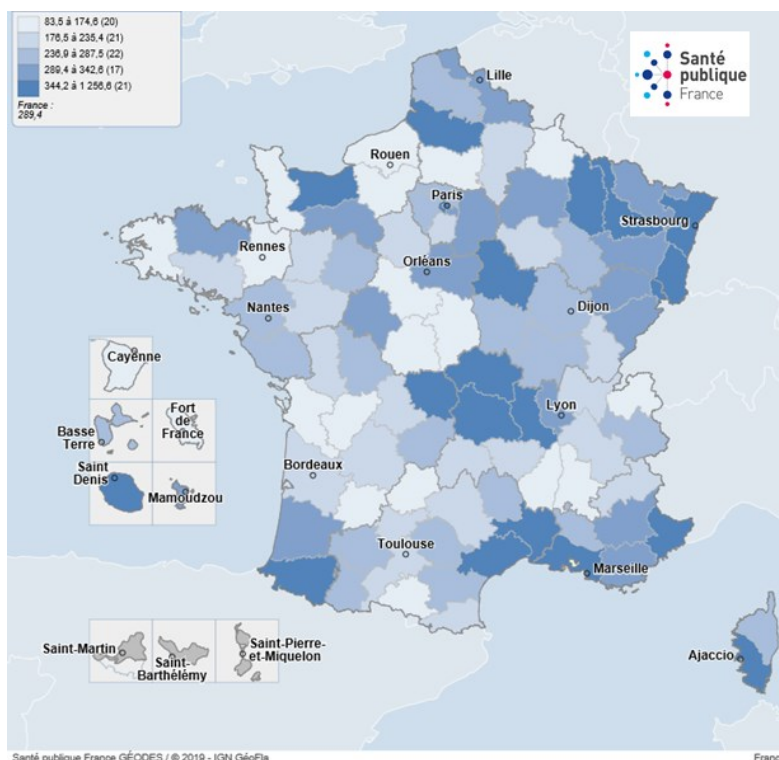 83,5 à 174,6 (20)
176,5 à 235,4 (21)
236,9 à 287,5 (22)
289,4 à 342,6 (17)
344,2 à 1 256,6 (21)
France :
289,4
Santé
publique
France
Lille
Rouen
Paris
Strasbourg
Rennes
Orléans
Nantes
Dijon
Cayenne
Basse
Terre
Fort
de
France
Lyon
Saint
Denis
Mamoudzou
Bordeaux
Toulouse
Marseille
Saint-Martin
Saint-
Barthélémy
Saint-Pierre-
et-Miquelon
Ajaccio
Santé publique France GÉODES / © 2019 - IGN GéoFla
Franc